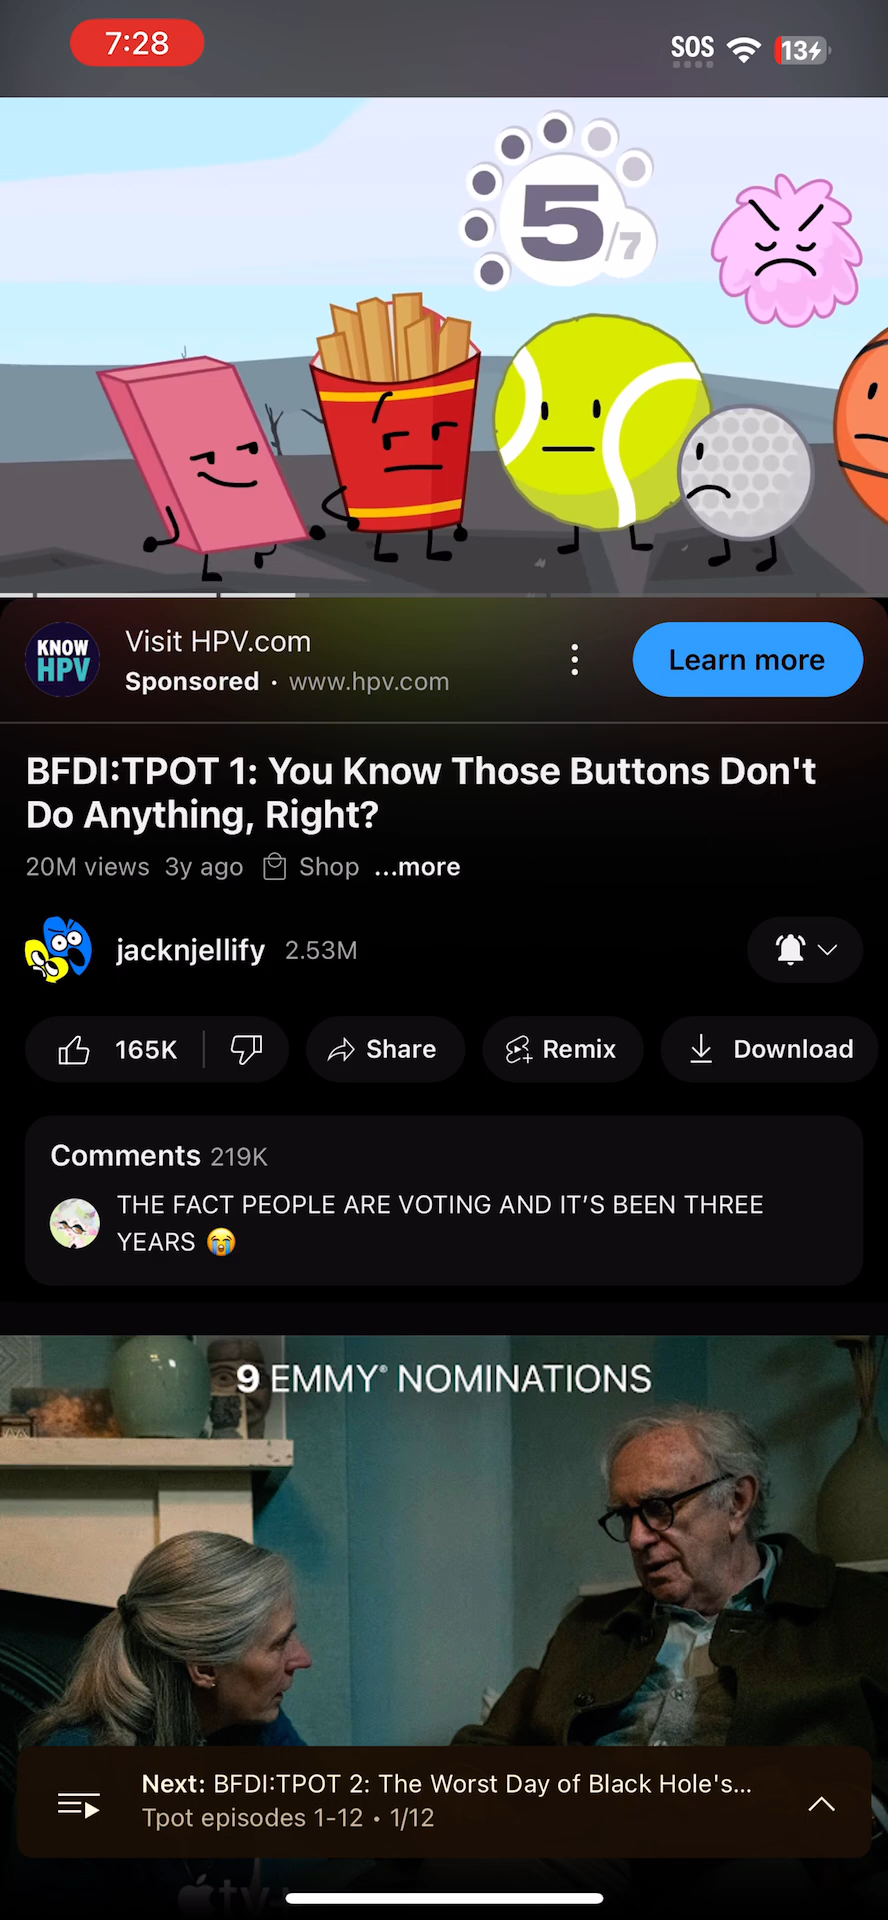 7:28
SOS
13
5/7
KNOW
HPV
Visit HPV.com
Sponsored · www.hpv.com
Learn more
BFDI:TPOT 1: You Know Those Buttons Don't
Do Anything, Right?
20M views 3y ago Shop ...more
jacknjellify 2.53M
165K
Share
Remix
Download
Comments 219K
THE FACT PEOPLE ARE VOTING AND IT'S BEEN THREE
YEARS 😭
9 EMMY® NOMINATIONS
Next: BFDI:TPOT 2: The Worst Day of Black Hole's...
Tpot episodes 1-12 • 1/12
tv